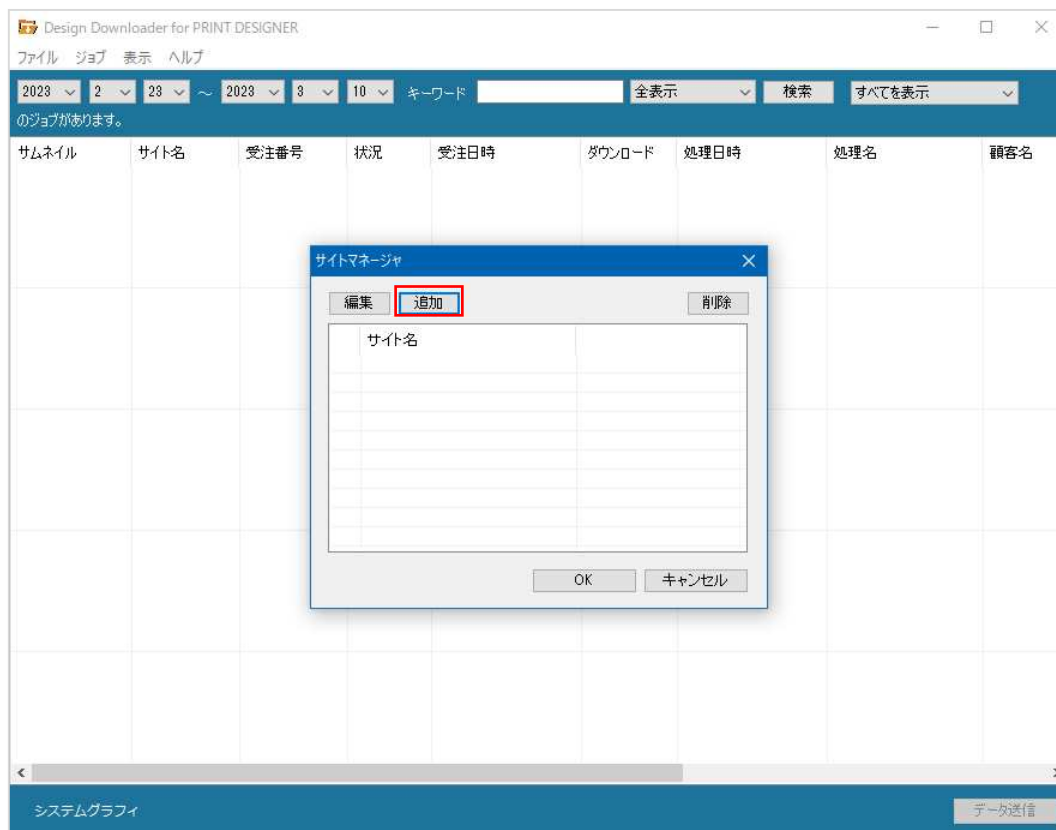 Design Downloader for PRINT DESIGNER
ファイル ジョブ 表示 ヘルプ
2023 2 23 ～ 2023 3 10 キーワード 全表示 検索 すべてを表示
のジョブがあります。
サムネイル サイト名 受注番号 状況 受注日時 ダウンロード 処理日時 処理名 顧客名
サイトマネージャ
編集 追加 削除
サイト名
OK キャンセル
システムグラフィ データ送信